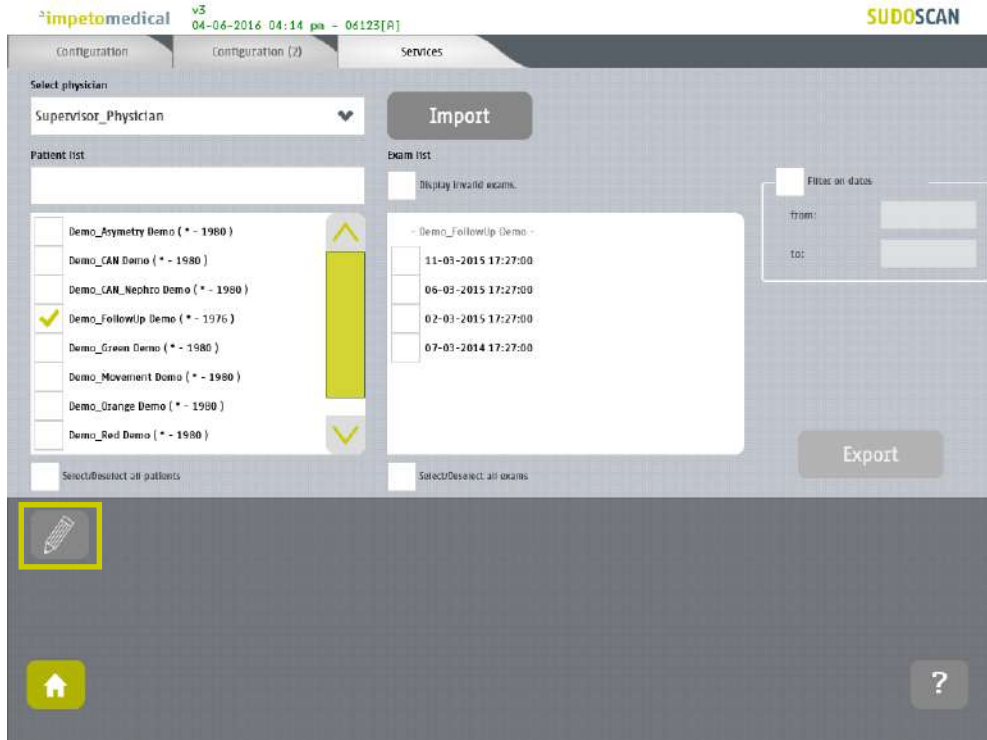 impetomedical
v3
04-06-2016 04:14 pm - 06123[A]
SUDOSCAN
Configuration
Configuration (2)
Services
Select physician
Supervisor_Physician
Import
Patient list
Exam list
Display invalid exams.
Filter on dates
from:
to:
Demo_Asymetry Demo ( * - 1980 )
Demo_CAN Demo ( * - 1980 )
Demo_CAN_Nephro Demo ( * - 1980 )
Demo_FollowUp Demo ( * - 1976 )
Demo_Green Demo ( * - 1980 )
Demo_Movement Demo ( * - 1980 )
Demo_Orange Demo ( * - 1980 )
Demo_Red Demo ( * - 1980 )
- Demo_FollowUp Demo -
11-03-2015 17:27:00
06-03-2015 17:27:00
02-03-2015 17:27:00
07-03-2014 17:27:00
Export
Select/Deselect all patients
Select/Deselect all exams
?